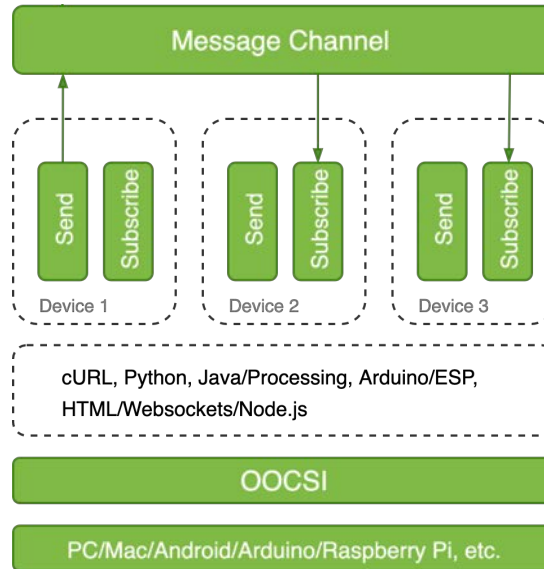 Message Channel
Send
Subscribe
Device 1
Send
Subscribe
Device 2
Send
Subscribe
Device 3
cURL, Python, Java/Processing, Arduino/ESP,
HTML/Websockets/Node.js
OOCSI
PC/Mac/Android/Arduino/Raspberry Pi, etc.